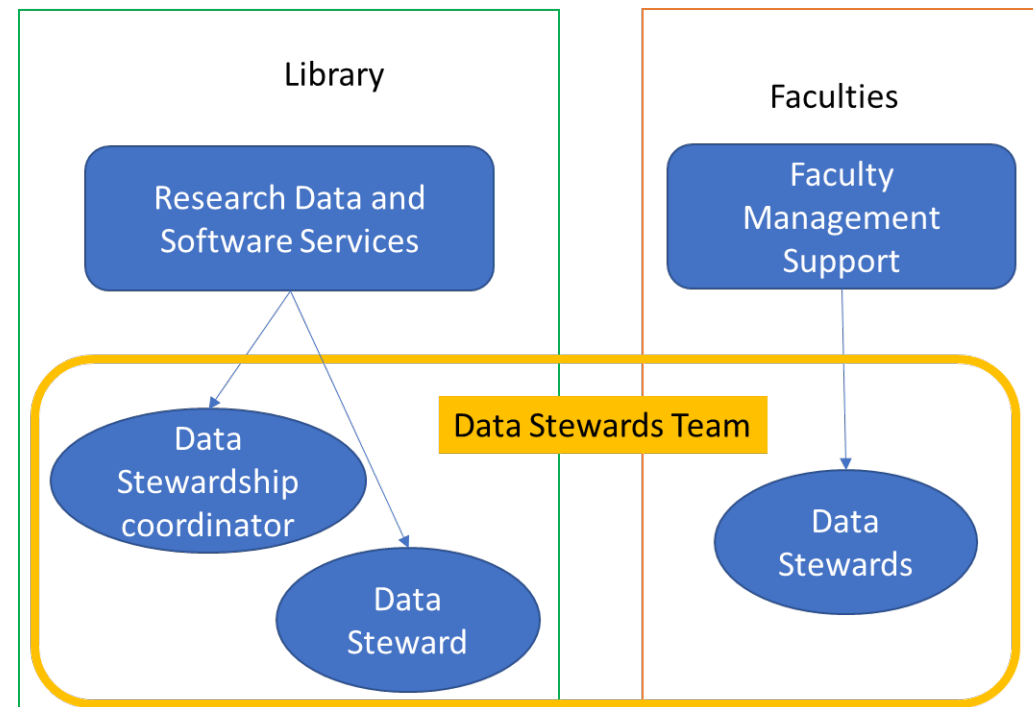 Library
Faculties
Research Data and
Software Services
Faculty
Management
Support
Data Stewards Team
Data
Stewardship
coordinator
Data
Steward
Data
Stewards